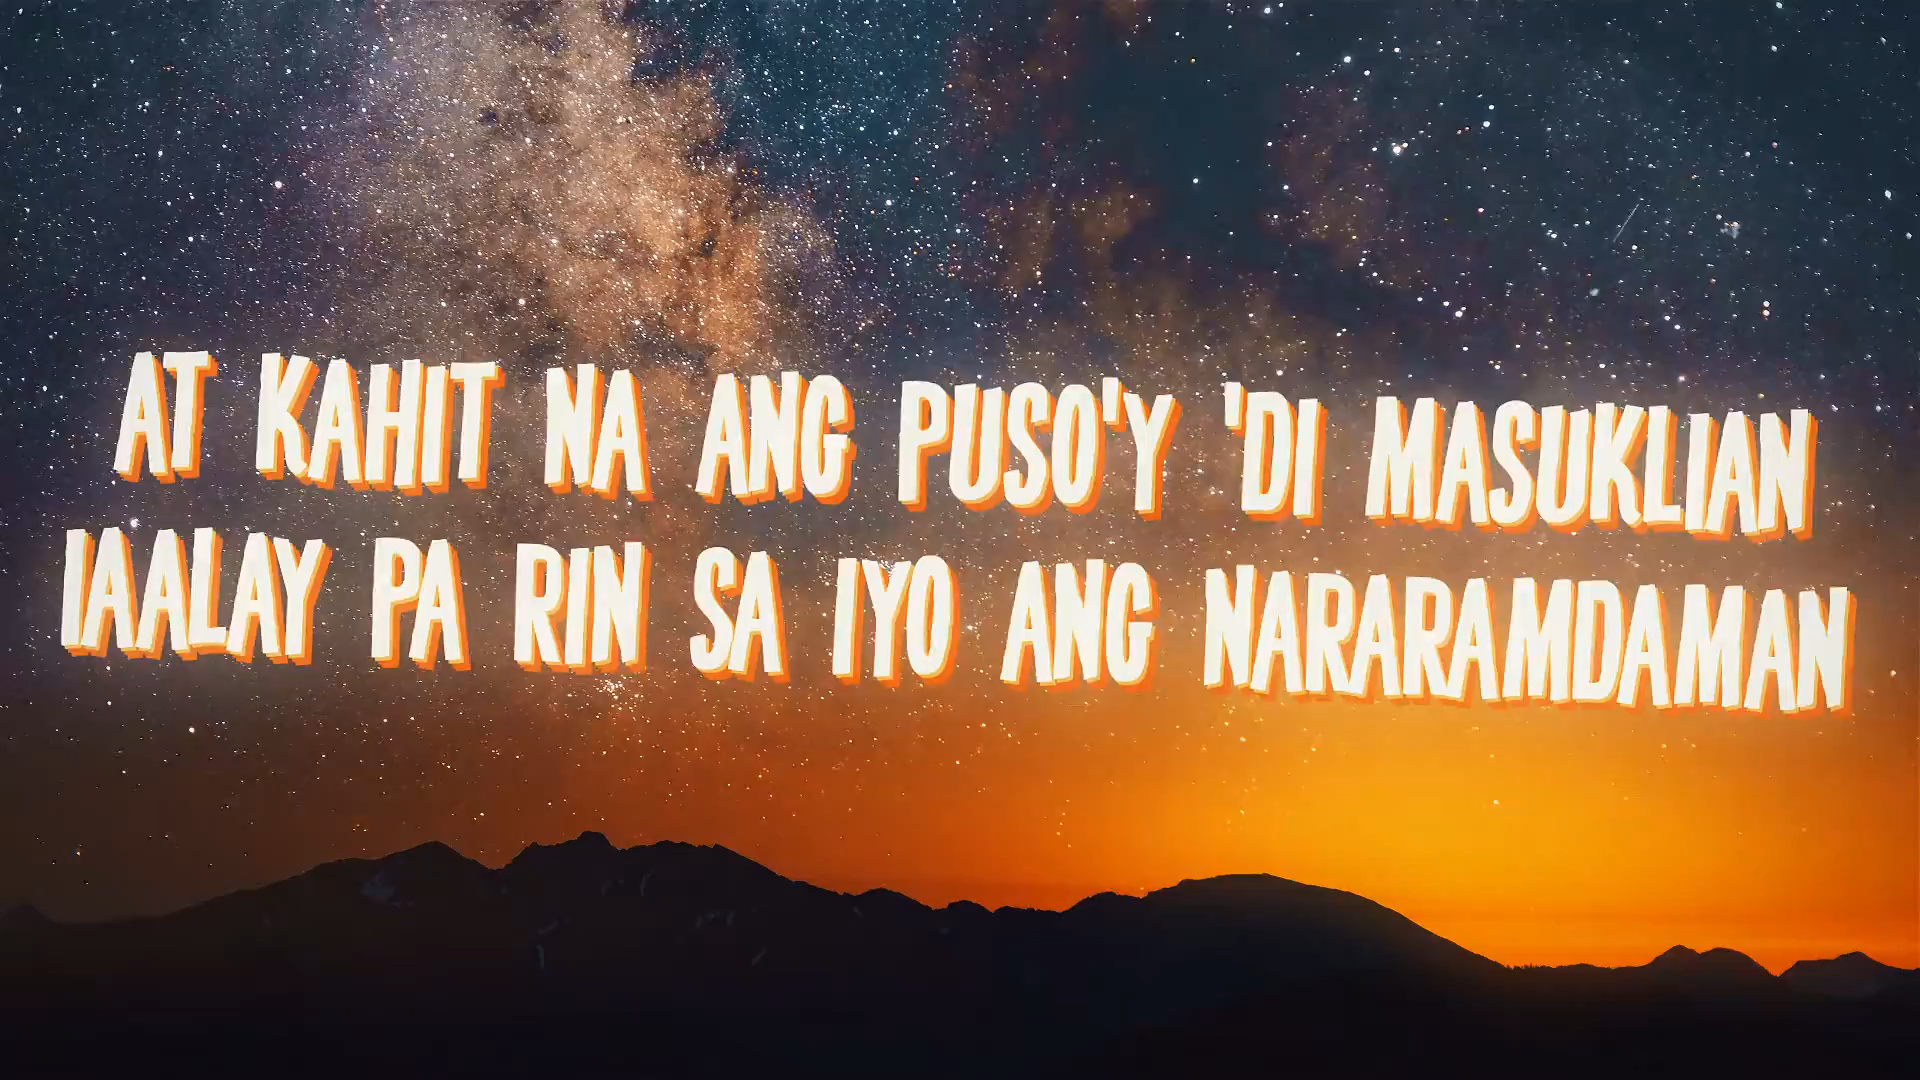 AT KAHIT NA ANG PUSO'Y 'DI MASUKLIAN
IAALAY PA RIN SA IYO ANG NARARAMDAMAN